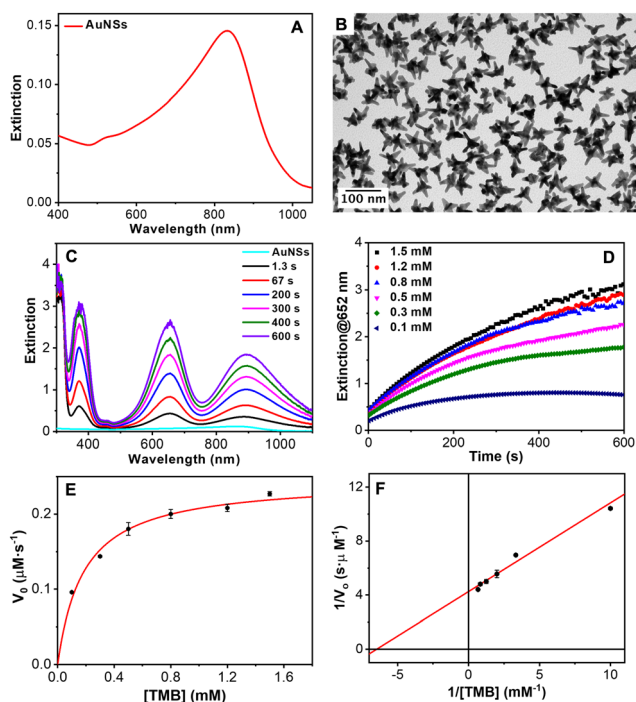 AuNSs
A
Extinction
0.15
0.10
0.05
0.00
400
600
800
1000
Wavelength (nm)
B
100 nm
C
AuNSs
1.3 s
67 s
200 s
300 s
400 s
600 s
Extinction
4
3
2
1
0
400
600
800
1000
Wavelength (nm)
D
1.5 mM
1.2 mM
0.8 mM
0.5 mM
0.3 mM
0.1 mM
Extinction@652 nm
4
3
2
1
0
0
200
400
600
Time (s)
E
V₀ (µM·s⁻¹)
0.2
0.1
0.0
0.0
0.4
0.8
1.2
1.6
[TMB] (mM)
F
1/V₀ (s·µ M⁻¹)
12
8
4
0
-5
0
5
10
1/[TMB] (mM⁻¹)